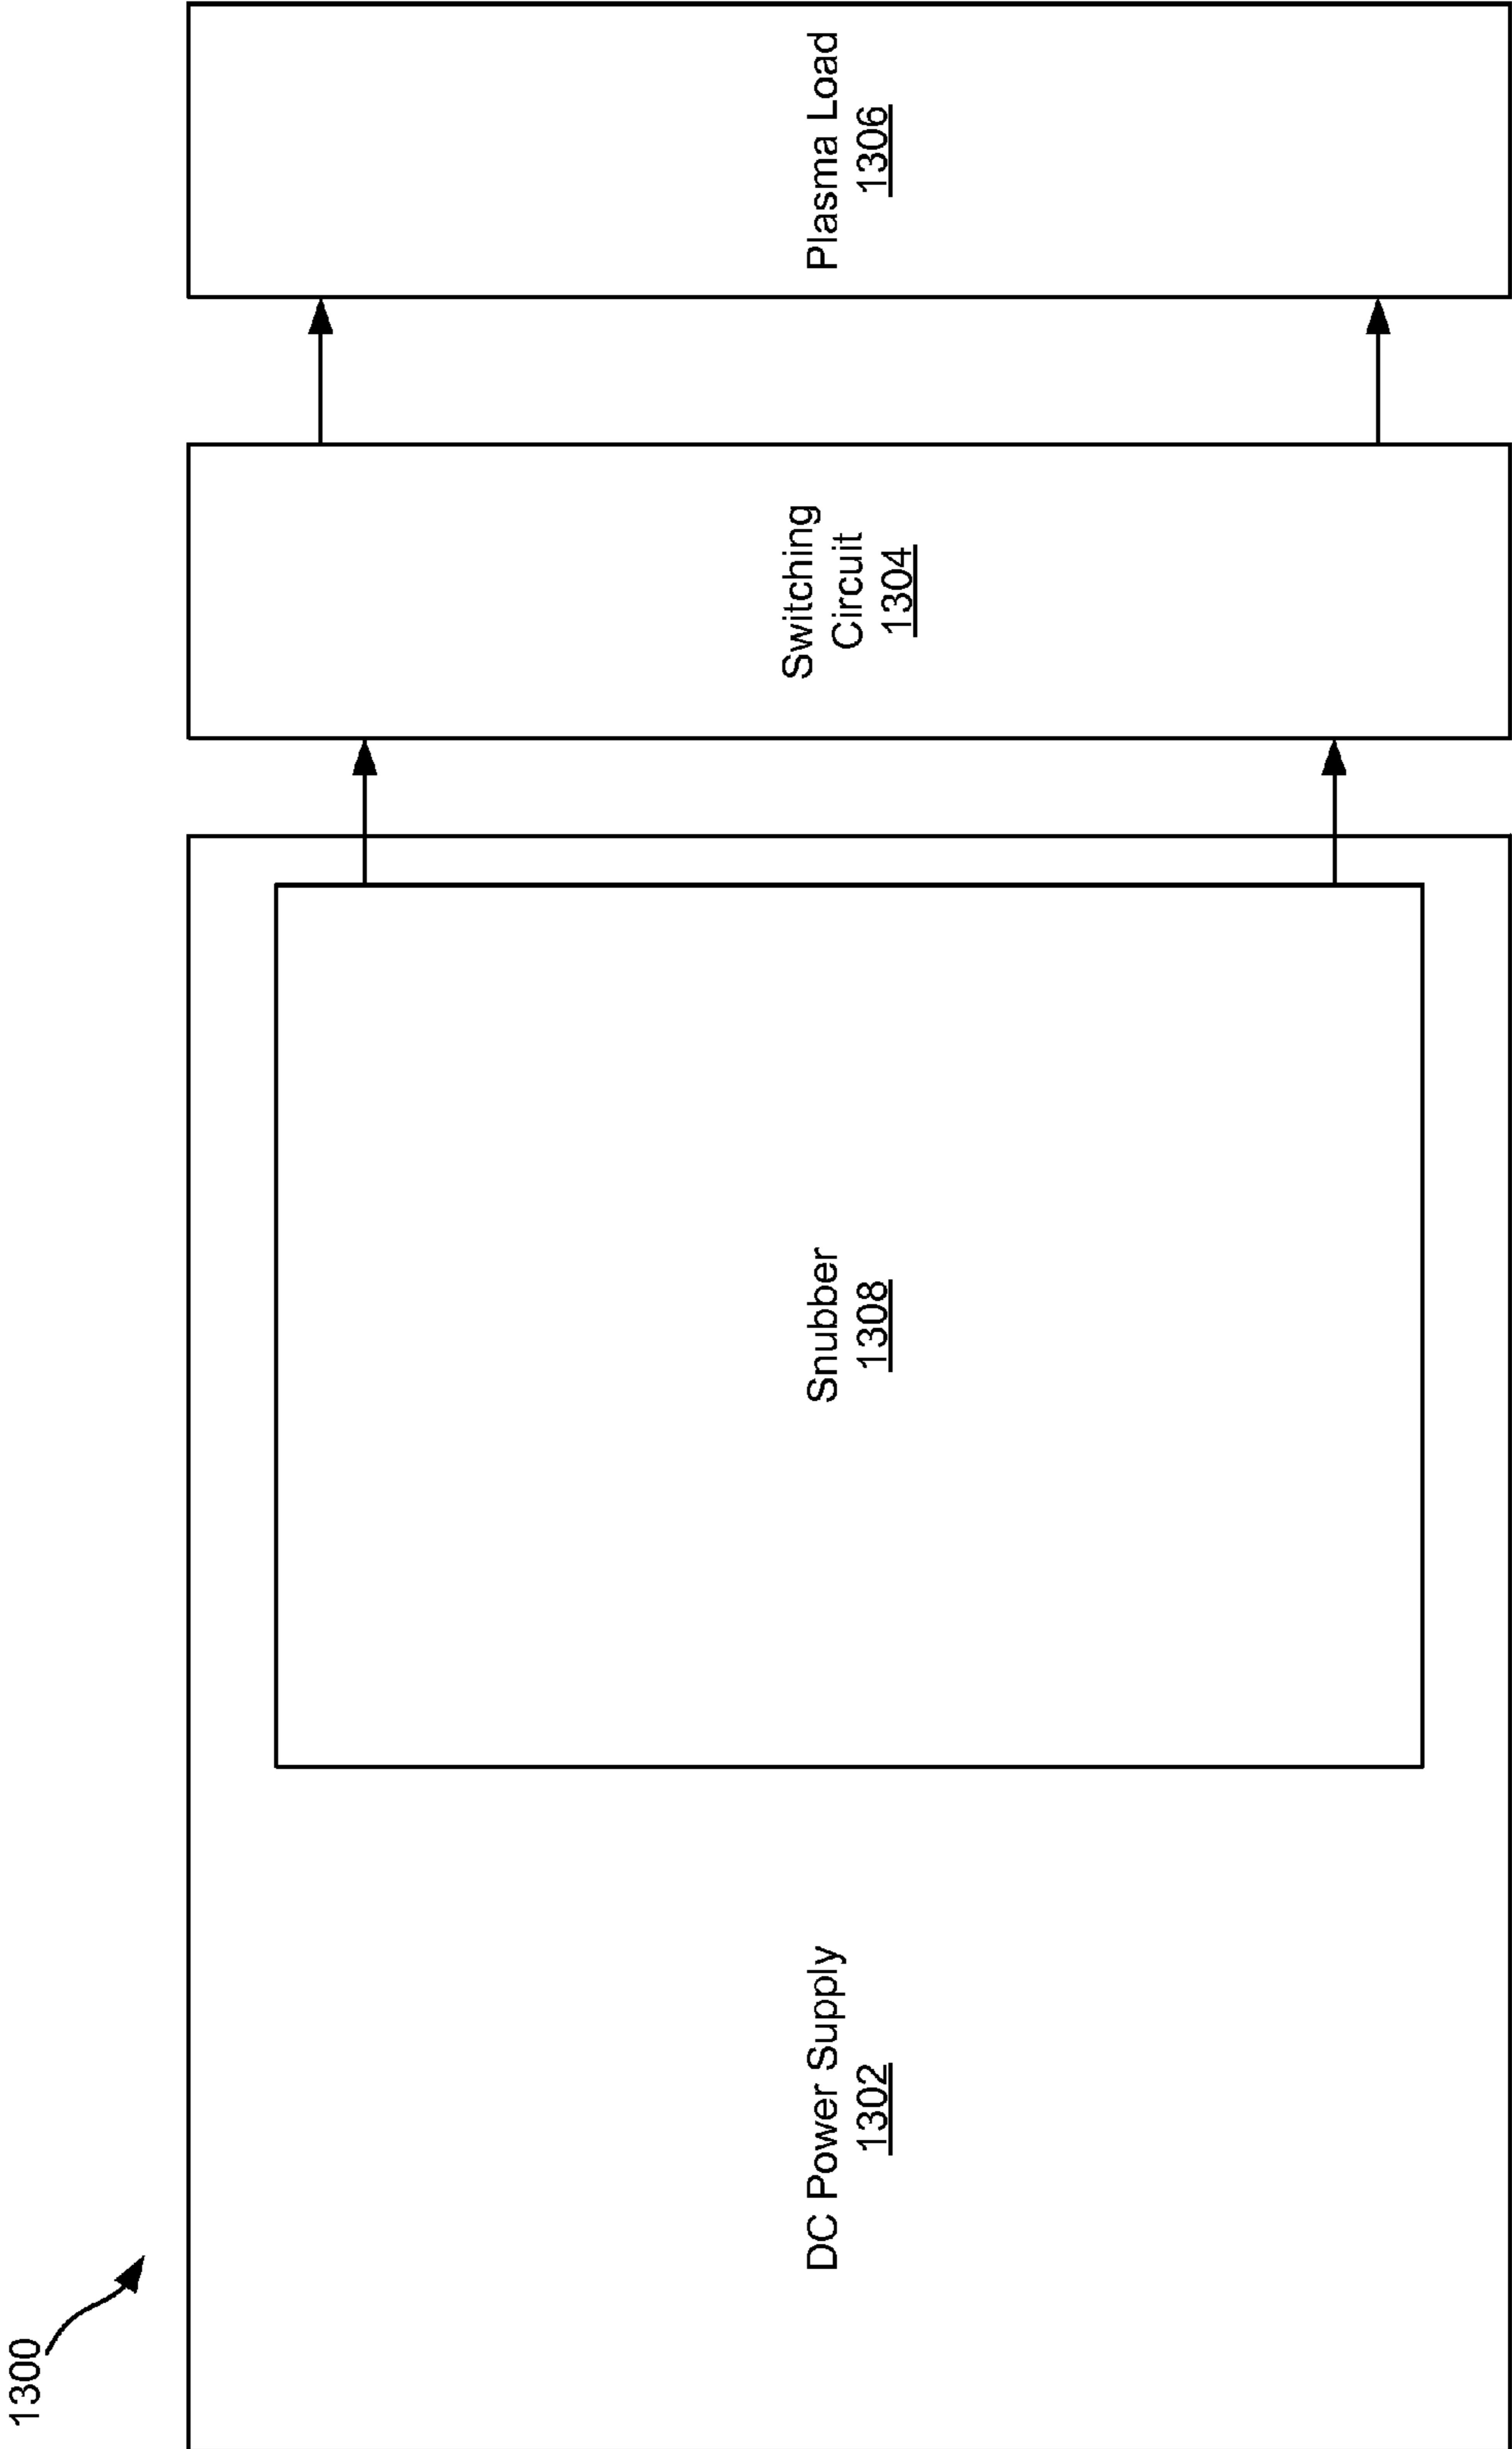 1300
DC Power Supply
1302
Snubber
1308
Switching
Circuit
1304
Plasma Load
1306